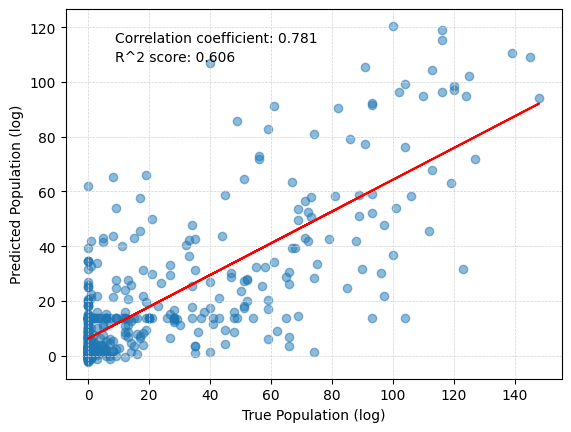 Correlation coefficient: 0.781
R^2 score: 0.606
120
100
80
60
40
20
0
Predicted Population (log)
0 20 40 60 80 100 120 140
True Population (log)